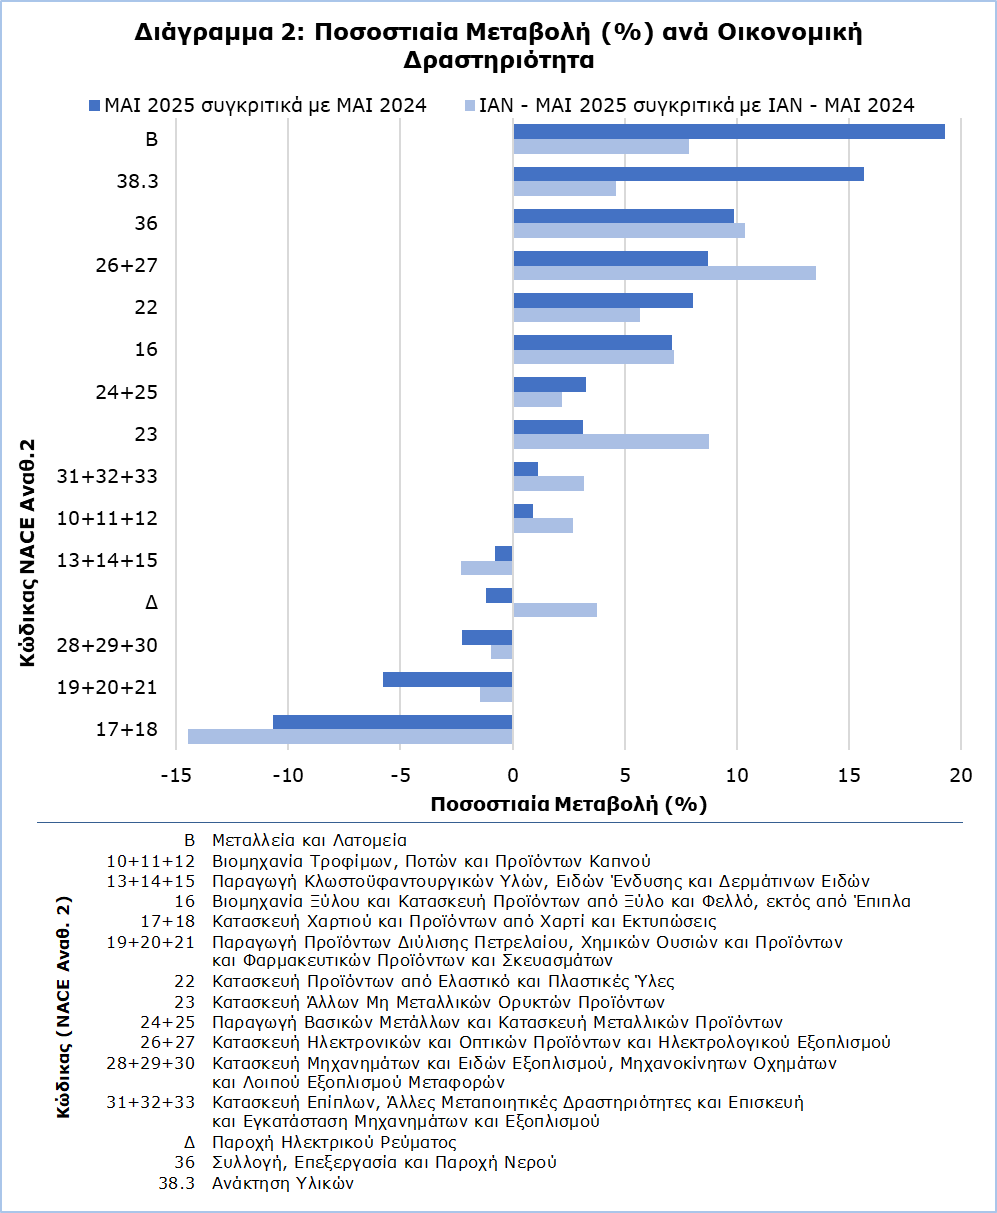 Διάγραμμα 2: Ποσοστιαία Μεταβολή (%) ανά Οικονομική
Δραστηριότητα
ΜΑΙ 2025 συγκριτικά με ΜΑΙ 2024
ΙΑΝ - ΜΑΙ 2025 συγκριτικά με ΙΑΝ - ΜΑΙ 2024
Κώδικας NACE Αναθ.2
Β
38.3
36
26+27
22
16
24+25
23
31+32+33
10+11+12
13+14+15
Δ
28+29+30
19+20+21
17+18
-15 -10 -5 0 5 10 15 20
Ποσοστιαία Μεταβολή (%)
Κώδικας (NACE Αναθ. 2)
Β Μεταλλεία και Λατομεία
10+11+12 Βιομηχανία Τροφίμων, Ποτών και Προϊόντων Καπνού
13+14+15 Παραγωγή Κλωστοϋφαντουργικών Υλών, Ειδών Ένδυσης και Δερμάτινων Ειδών
16 Βιομηχανία Ξύλου και Κατασκευή Προϊόντων από Ξύλο και Φελλό, εκτός από Έπιπλα
17+18 Κατασκευή Χαρτιού και Προϊόντων από Χαρτί και Εκτυπώσεις
19+20+21 Παραγωγή Προϊόντων Διύλισης Πετρελαίου, Χημικών Ουσιών και Προϊόντων
και Φαρμακευτικών Προϊόντων και Σκευασμάτων
22 Κατασκευή Προϊόντων από Ελαστικό και Πλαστικές Ύλες
23 Κατασκευή Άλλων Μη Μεταλλικών Ορυκτών Προϊόντων
24+25 Παραγωγή Βασικών Μετάλλων και Κατασκευή Μεταλλικών Προϊόντων
26+27 Κατασκευή Ηλεκτρονικών και Οπτικών Προϊόντων και Ηλεκτρολογικού Εξοπλισμού
28+29+30 Κατασκευή Μηχανημάτων και Ειδών Εξοπλισμού, Μηχανοκίνητων Οχημάτων
και Λοιπού Εξοπλισμού Μεταφορών
31+32+33 Κατασκευή Επίπλων, Άλλες Μεταποιητικές Δραστηριότητες και Επισκευή
και Εγκατάσταση Μηχανημάτων και Εξοπλισμού
Δ Παροχή Ηλεκτρικού Ρεύματος
36 Συλλογή, Επεξεργασία και Παροχή Νερού
38.3 Ανάκτηση Υλικών